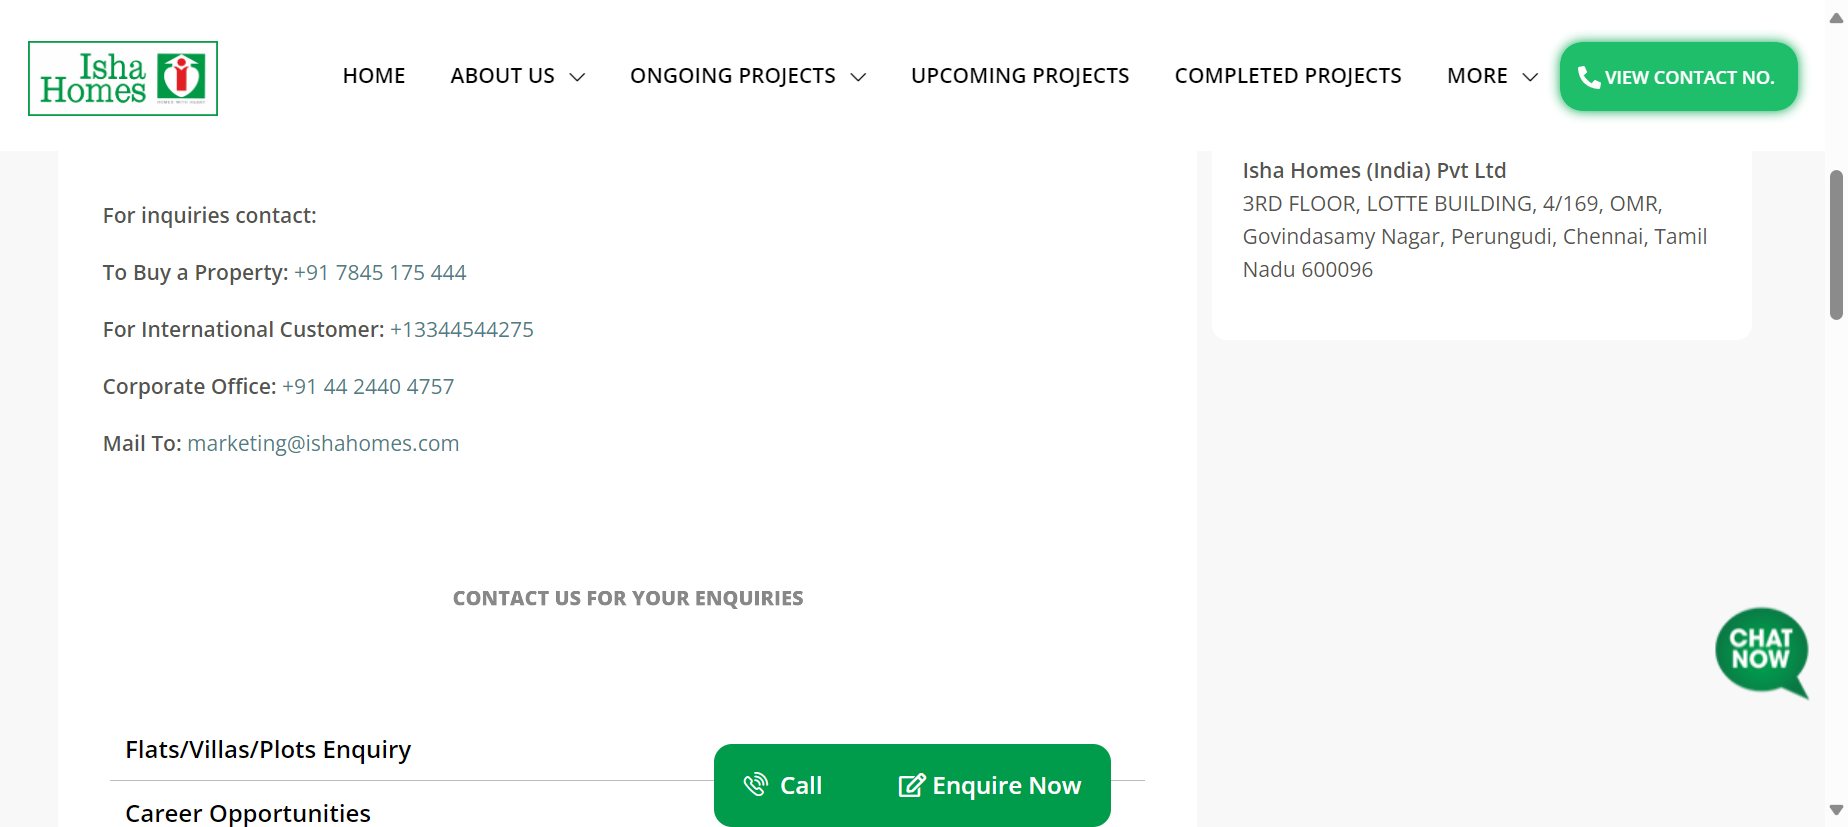 Isha
Homes
HOME
ABOUT US
ONGOING PROJECTS
UPCOMING PROJECTS
COMPLETED PROJECTS
MORE
VIEW CONTACT NO.
For inquiries contact:
To Buy a Property: +91 7845 175 444
For International Customer: +13344544275
Corporate Office: +91 44 2440 4757
Mail To: marketing@ishahomes.com
CONTACT US FOR YOUR ENQUIRIES
Flats/Villas/Plots Enquiry
Career Opportunities
Isha Homes (India) Pvt Ltd
3RD FLOOR, LOTTE BUILDING, 4/169, OMR,
Govindasamy Nagar, Perungudi, Chennai, Tamil
Nadu 600096
CHAT
NOW
Call
Enquire Now